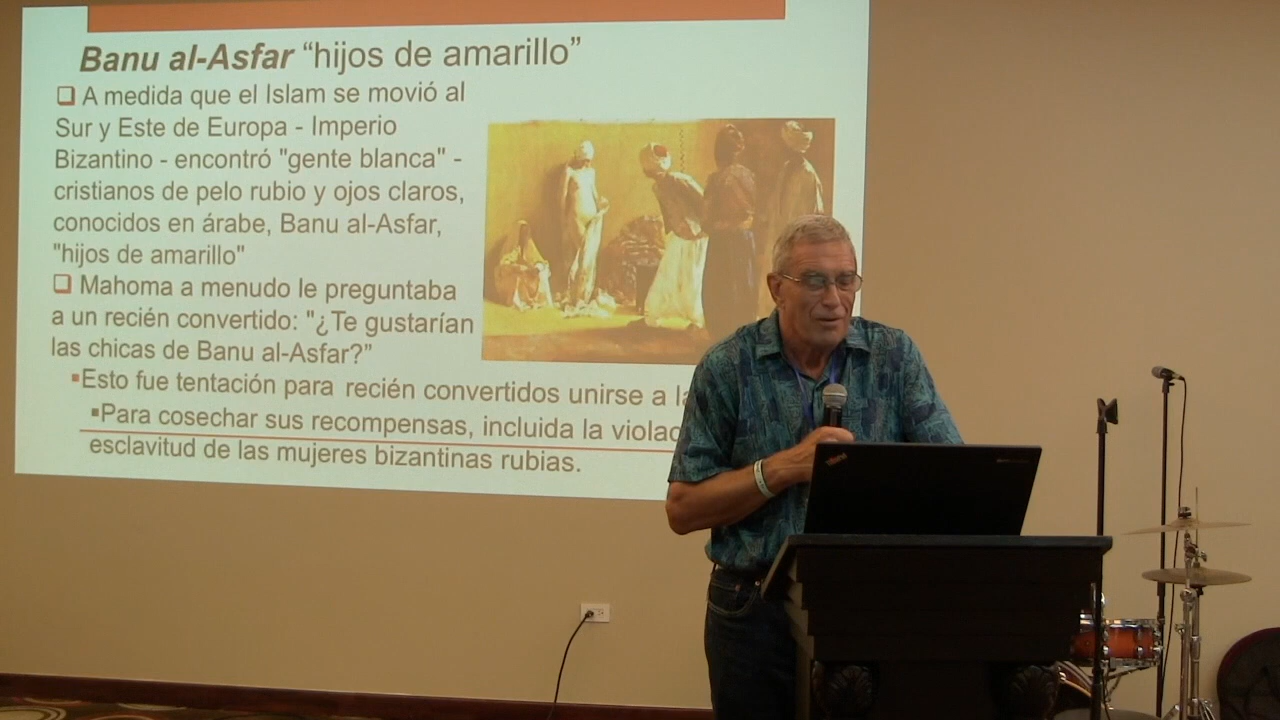 Banu al-Asfar “hijos de amarillo”
❑ A medida que el Islam se movió al
Sur y Este de Europa - Imperio
Bizantino - encontró "gente blanca" -
cristianos de pelo rubio y ojos claros,
conocidos en árabe, Banu al-Asfar,
"hijos de amarillo"
❑ Mahoma a menudo le preguntaba
a un recién convertido: "¿Te gustarían
las chicas de Banu al-Asfar?”
▪Esto fue tentación para recién convertidos unirse a
▪Para cosechar sus recompensas, incluida la
esclavitud de las mujeres bizantinas rubias.